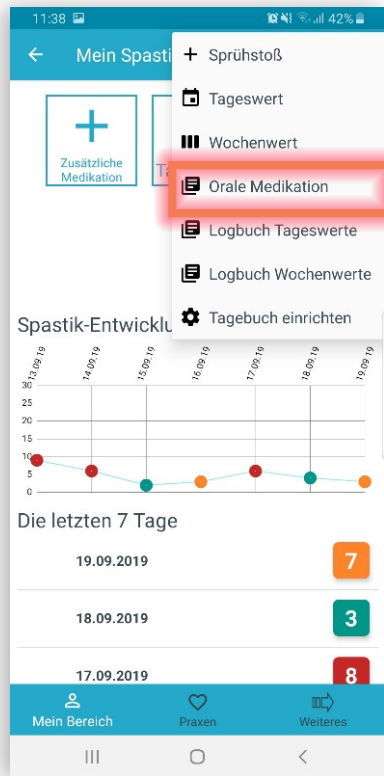 11:38 42%
Mein Spasti
Sprühstoß
Tageswert
Wochenwert
Orale Medikation
Logbuch Tageswerte
Logbuch Wochenwerte
Tagebuch einrichten
Zusätzliche
Medikation
T
Spastik-Entwicklu
13.09.19 14.09.19 15.09.19 16.09.19 17.09.19 18.09.19 19.09.19
30
25
20
15
10
5
0
Die letzten 7 Tage
19.09.2019 7
18.09.2019 3
17.09.2019 8
Mein Bereich Praxen Weiteres